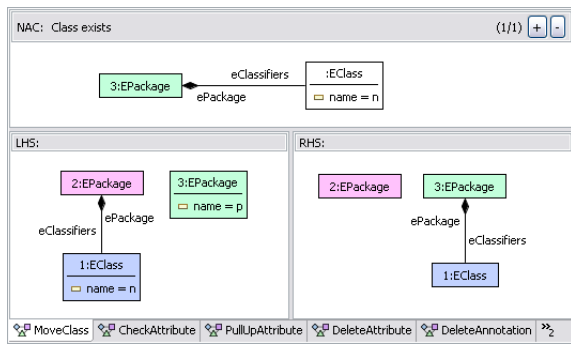 NAC: Class exists (1/1) + -
:EClass
eClassifiers
3:EPackage
name = n
ePackage
LHS: RHS:
2:EPackage 3:EPackage 2:EPackage 3:EPackage
name = p
ePackage ePackage
eClassifiers eClassifiers
1:EClass 1:EClass
name = n
MoveClass CheckAttribute PullUpAttribute DeleteAttribute DeleteAnnotation »2